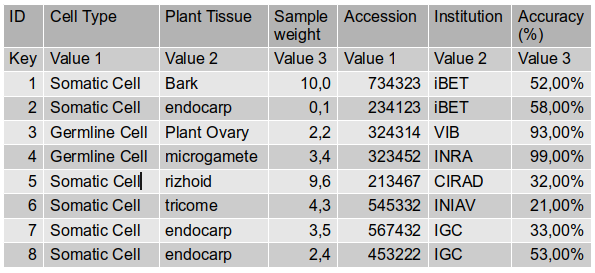 ID Cell Type Plant Tissue Sample weight Accession Institution Accuracy (%)
Key Value 1 Value 2 Value 3 Value 1 Value 2 Value 3
1 Somatic Cell Bark 10,0 734323 iBET 52,00%
2 Somatic Cell endocarp 0,1 234123 iBET 58,00%
3 Germline Cell Plant Ovary 2,2 324314 VIB 93,00%
4 Germline Cell microgamete 3,4 323452 INRA 99,00%
5 Somatic Cell rizhoid 9,6 213467 CIRAD 32,00%
6 Somatic Cell tricome 4,3 545332 INIAV 21,00%
7 Somatic Cell endocarp 3,5 567432 IGC 33,00%
8 Somatic Cell endocarp 2,4 453222 IGC 53,00%